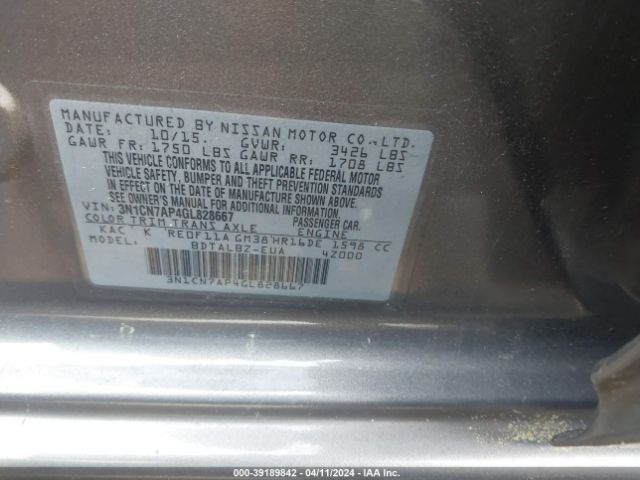 MANUFACTURED BY NISSAN MOTOR CO.,LTD.
DATE: 10/15. GVWR: 3426 LBS
GAWR FR: 1750 LBS GAWR RR: 1708 LBS
THIS VEHICLE CONFORMS TO ALL APPLICABLE FEDERAL MOTOR
VEHICLE SAFETY, BUMPER AND THEFT PREVENTION STANDARDS
IN EFFECT ON THE DATE OF MANUFACTURE SHOWN ABOVE.
SEE OWNER'S MANUAL FOR ADDITIONAL INFORMATION
VIN: 3N1CN7AP4GL828667 PASSENGER CAR.
COLOR TRIM TRANS AXLE
KAC K RE0F11A GM38 HR16DE 1598 CC
MODEL: BDTALBZ-EUA 4Z000
3N1CN7AP4GL828667
000-39189842 - 04/11/2024 - IAA Inc.